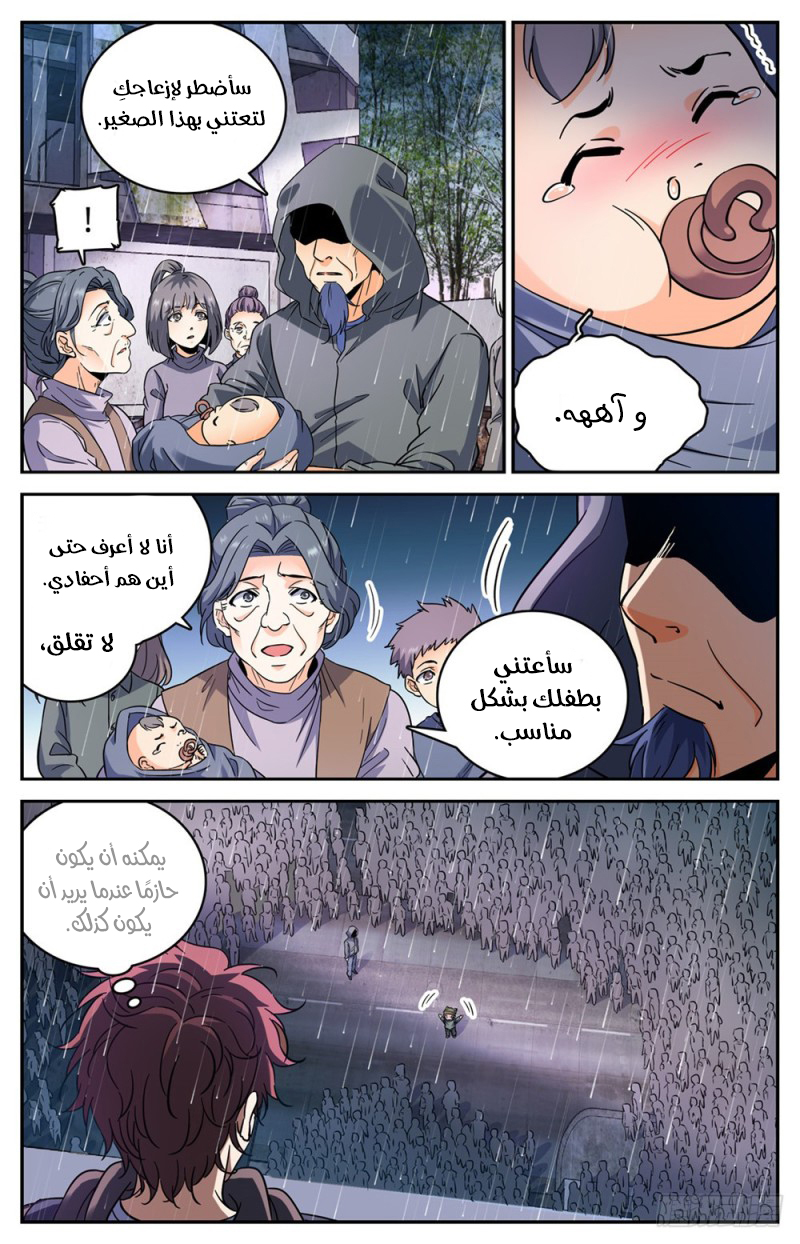 و آههه.
سأضطر لإزعاجكِ
لتعتني بهذا الصغير.
!
أنا لا أعرف حتى
أين هم أحفادي.
لا تقلق،
سأعتني
بطفلك بشكل
مناسب.
يمكنه أن يكون
حازمًا عندما يريد أن
يكون كذلك.